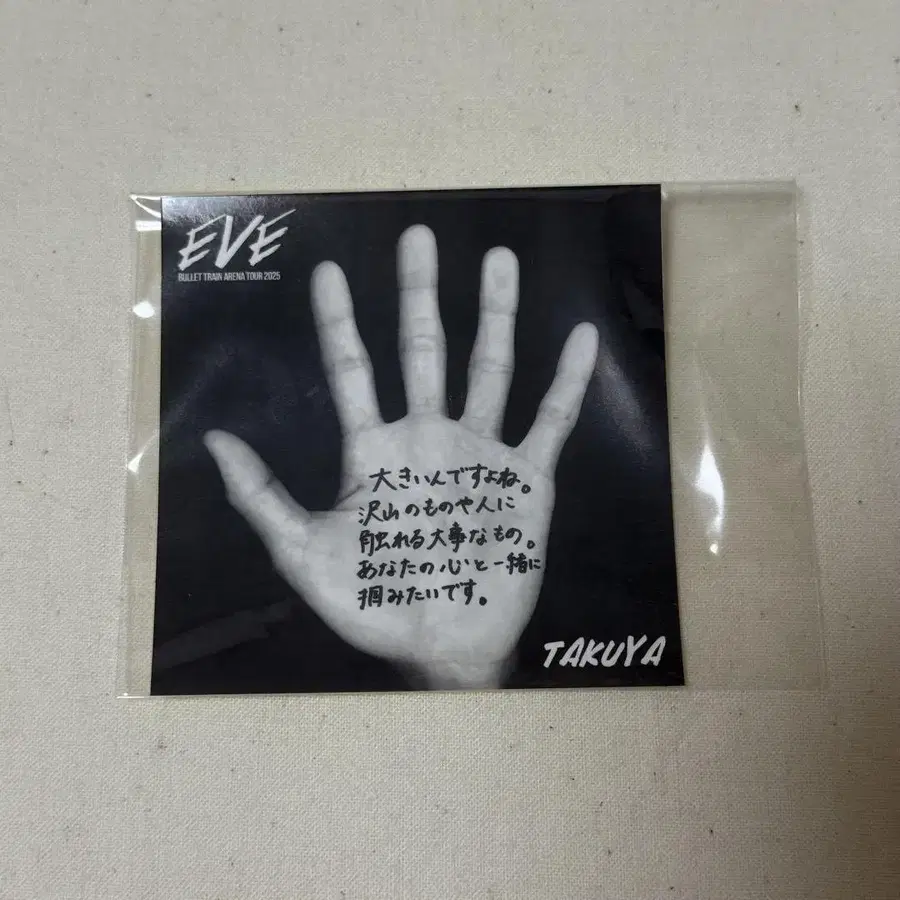 EVE
BULLET TRAIN ARENA TOUR 2025
大きいんですよね。
沢山のものや人に
触れる大事なもの。
あなたの心と一緒に
掴みたいです。
TAKUYA